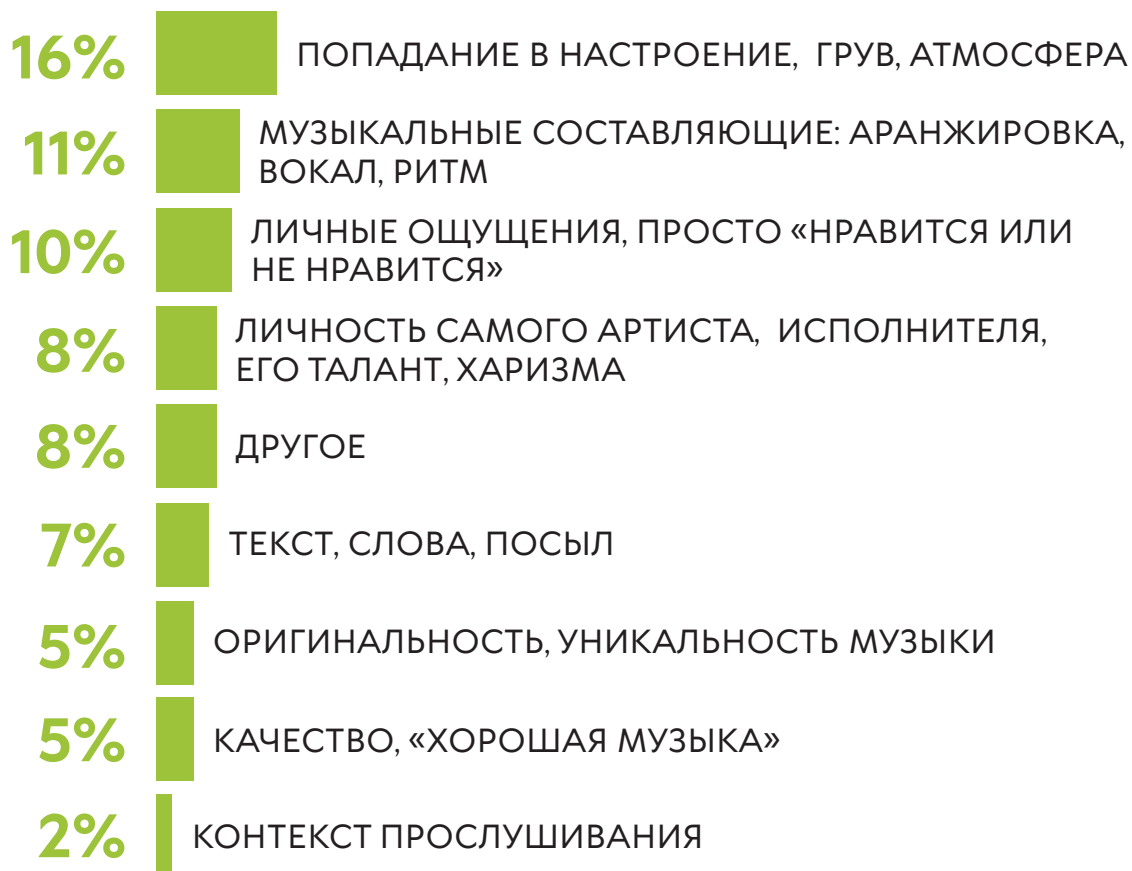 16% ПОПАДАНИЕ В НАСТРОЕНИЕ, ГРУВ, АТМОСФЕРА
11% МУЗЫКАЛЬНЫЕ СОСТАВЛЯЮЩИЕ: АРАНЖИРОВКА,
ВОКАЛ, РИТМ
10% ЛИЧНЫЕ ОЩУЩЕНИЯ, ПРОСТО «НРАВИТСЯ ИЛИ
НЕ НРАВИТСЯ»
8% ЛИЧНОСТЬ САМОГО АРТИСТА, ИСПОЛНИТЕЛЯ,
ЕГО ТАЛАНТ, ХАРИЗМА
8% ДРУГОЕ
7% ТЕКСТ, СЛОВА, ПОСЫЛ
5% ОРИГИНАЛЬНОСТЬ, УНИКАЛЬНОСТЬ МУЗЫКИ
5% КАЧЕСТВО, «ХОРОШАЯ МУЗЫКА»
2% КОНТЕКСТ ПРОСЛУШИВАНИЯ